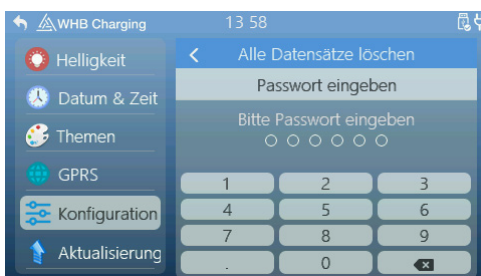 WHB Charging
13 58
Helligkeit
Datum & Zeit
Themen
GPRS
Konfiguration
Aktualisierung
Alle Datensätze löschen
Passwort eingeben
Bitte Passwort eingeben
1 2 3
4 5 6
7 8 9
. 0